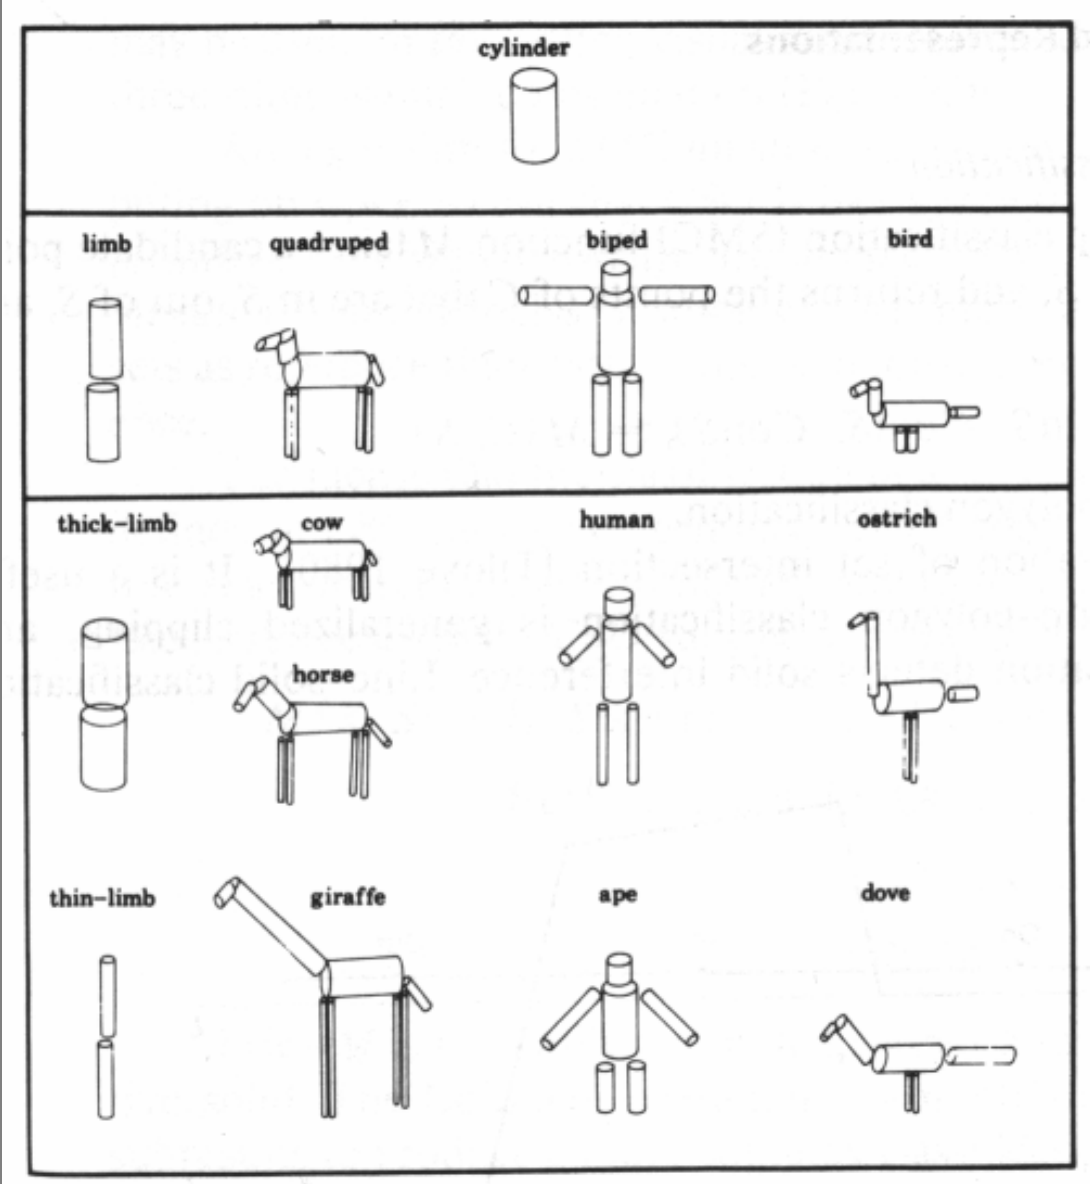 cylinder
limb quadruped biped bird
thick-limb cow human ostrich
horse
thin-limb giraffe ape dove